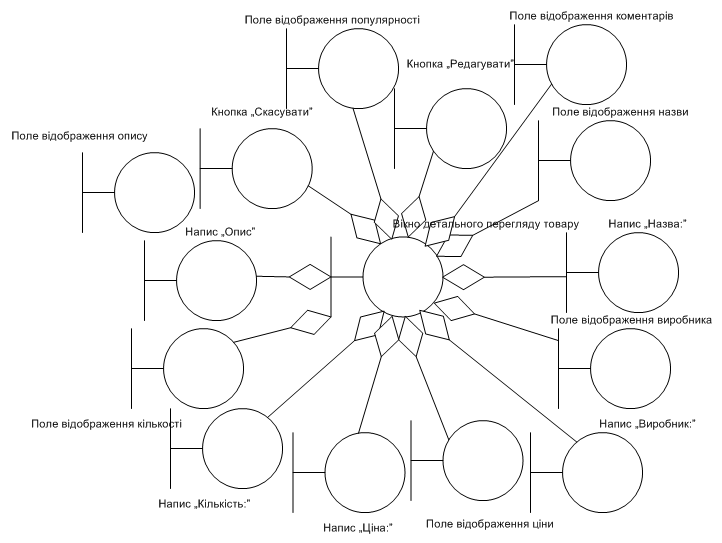 Поле відображення популярності
Поле відображення коментарів
Кнопка „Редагувати"
Кнопка „Скасувати"
Поле відображення назви
Поле відображення опису
Вікно детального перегляду товару
Напис „Назва:"
Напис „Опис"
Поле відображення виробника
Поле відображення кількості
Напис „Виробник:"
Напис „Кількість:"
Напис „Ціна:"
Поле відображення ціни